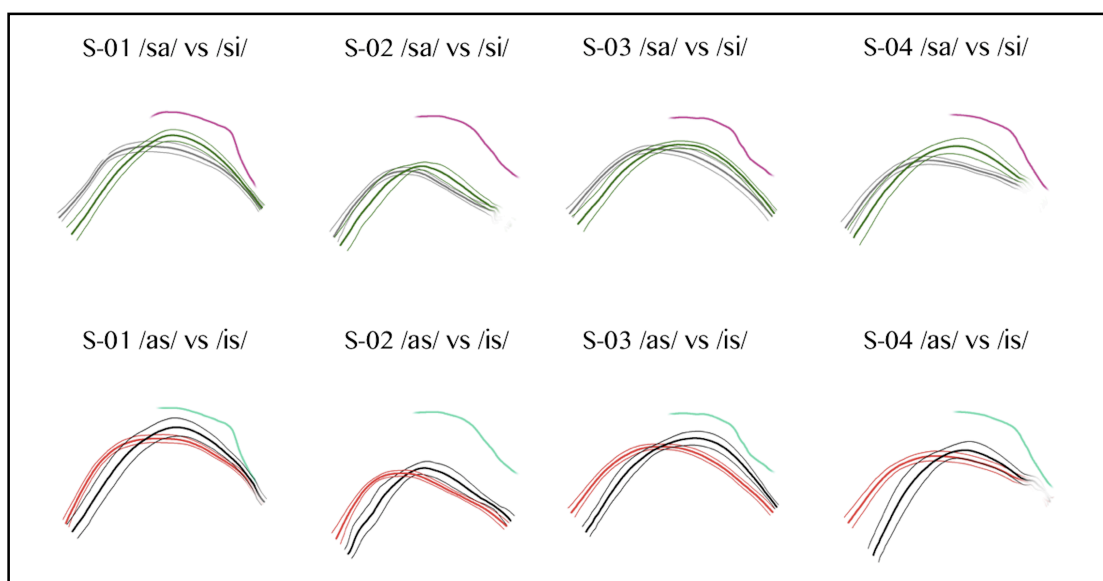 S-01 /sa/ vs /si/
S-02 /sa/ vs /si/
S-03 /sa/ vs /si/
S-04 /sa/ vs /si/
S-01 /as/ vs /is/
S-02 /as/ vs /is/
S-03 /as/ vs /is/
S-04 /as/ vs /is/